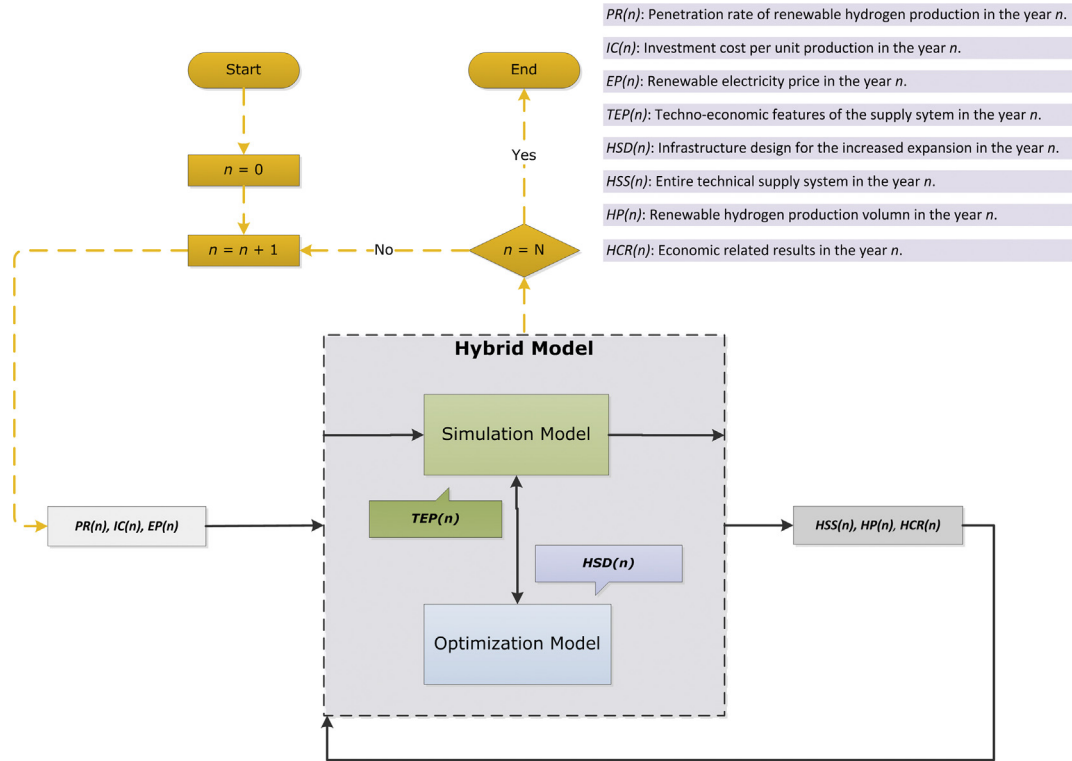 PR(n): Penetration rate of renewable hydrogen production in the year n.
IC(n): Investment cost per unit production in the year n.
EP(n): Renewable electricity price in the year n.
TEP(n): Techno-economic features of the supply sytem in the year n.
HSD(n): Infrastructure design for the increased expansion in the year n.
HSS(n): Entire technical supply system in the year n.
HP(n): Renewable hydrogen production volumn in the year n.
HCR(n): Economic related results in the year n.
Start
End
Yes
n = 0
n = n + 1
No
n = N
Hybrid Model
Simulation Model
TEP(n)
HSD(n)
Optimization Model
PR(n), IC(n), EP(n)
HSS(n), HP(n), HCR(n)